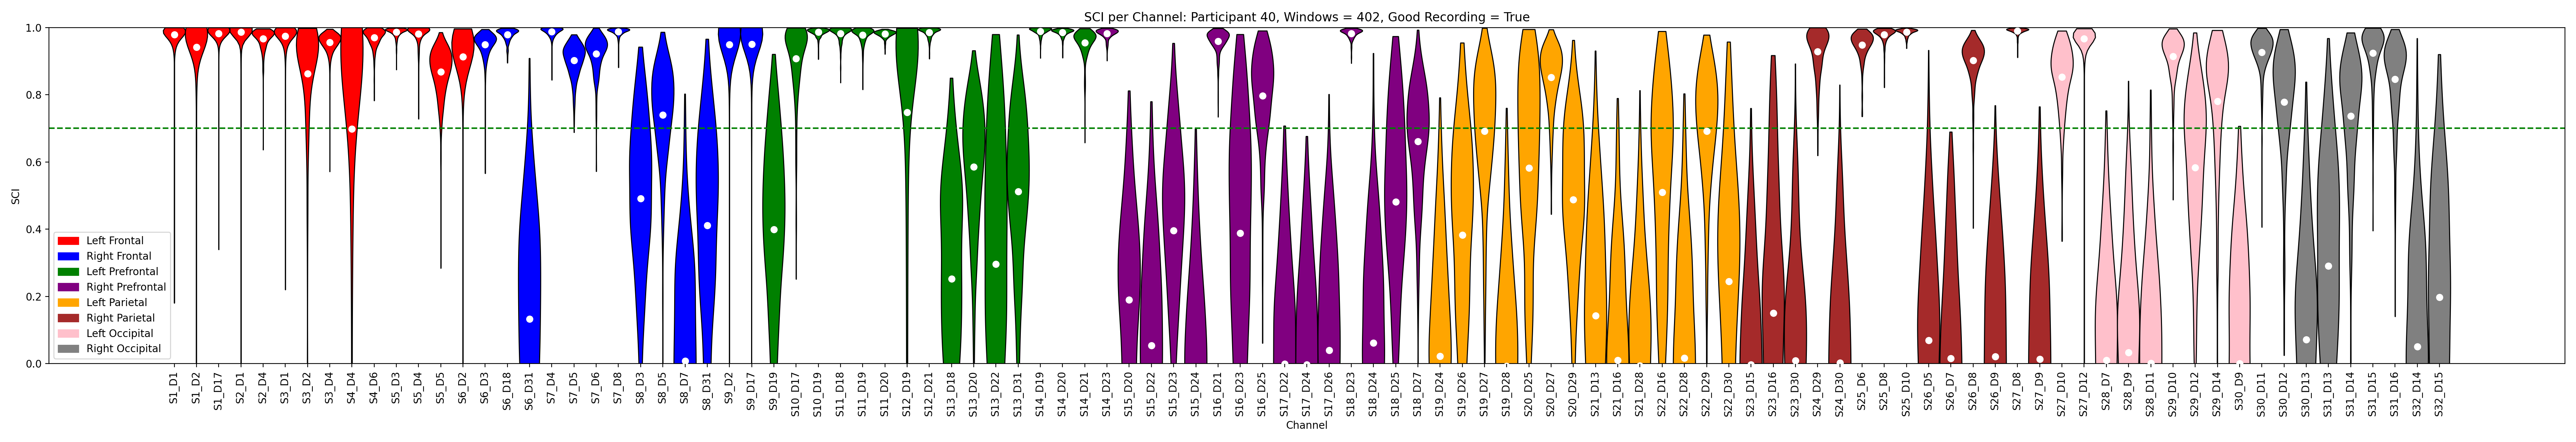 SCI per Channel: Participant 40, Windows = 402, Good Recording = True
1.0
0.8
0.6
0.4
0.2
0.0
SCI
Left Frontal
Right Frontal
Left Prefrontal
Right Prefrontal
Left Parietal
Right Parietal
Left Occipital
Right Occipital
S1_D1
S1_D2
S1_D17
S2_D1
S2_D4
S3_D1
S3_D2
S3_D4
S4_D4
S4_D6
S5_D3
S5_D4
S5_D5
S6_D2
S6_D3
S6_D18
S6_D31
S7_D4
S7_D5
S7_D6
S7_D8
S8_D3
S8_D5
S8_D7
S8_D31
S9_D2
S9_D17
S9_D19
S10_D17
S10_D19
S11_D18
S11_D19
S11_D20
S12_D19
S12_D21
S13_D18
S13_D20
S13_D22
S13_D31
S14_D19
S14_D20
S14_D21
S14_D23
S15_D20
S15_D22
S15_D23
S15_D24
S16_D21
S16_D23
S16_D25
S17_D22
S17_D24
S17_D26
S18_D23
S18_D24
S18_D25
S18_D27
S19_D24
S19_D26
S19_D27
S19_D28
S20_D25
S20_D27
S20_D29
S21_D13
S21_D16
S21_D28
S22_D16
S22_D28
S22_D29
S22_D30
S23_D15
S23_D16
S23_D30
S24_D29
S24_D30
S25_D6
S25_D8
S25_D10
S26_D5
S26_D7
S26_D8
S26_D9
S27_D8
S27_D9
S27_D10
S27_D12
S28_D7
S28_D9
S28_D11
S29_D10
S29_D12
S29_D14
S30_D9
S30_D11
S30_D12
S30_D13
S31_D13
S31_D14
S31_D15
S31_D16
S32_D14
S32_D15
Channel